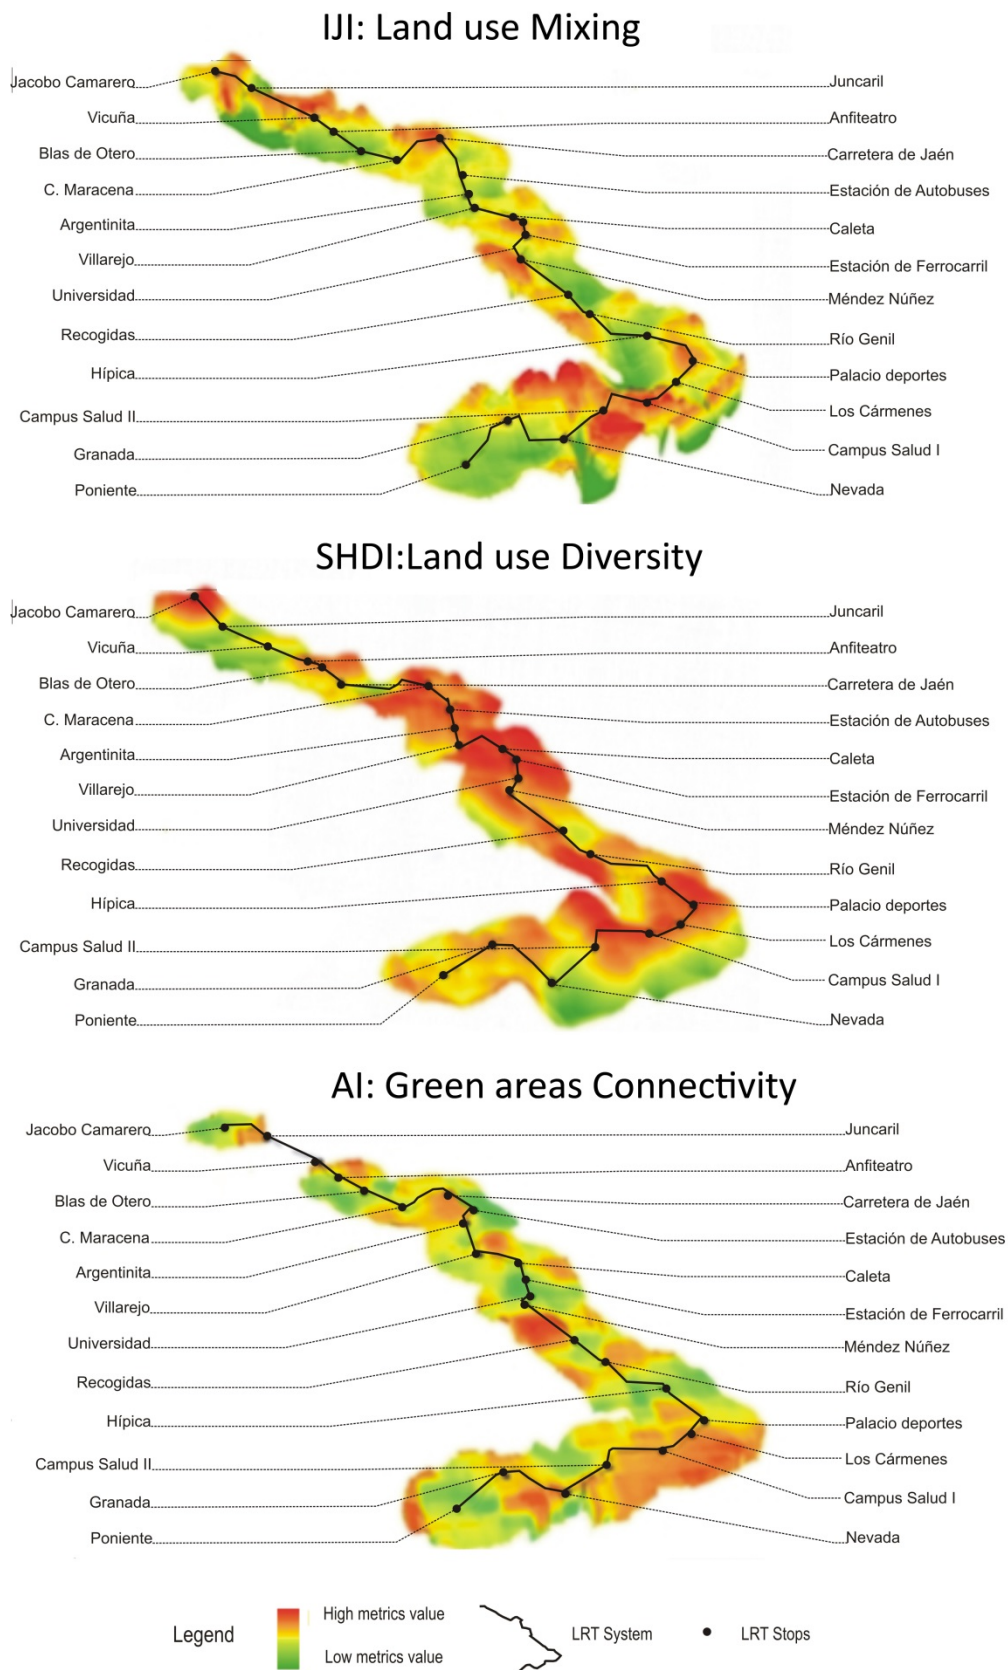 IJI: Land use Mixing
Jacobo Camarero
Juncaril
Vicuña
Anfiteatro
Blas de Otero
Carretera de Jaén
C. Maracena
Estación de Autobuses
Argentinita
Caleta
Villarejo
Estación de Ferrocarril
Universidad
Méndez Núñez
Recogidas
Río Genil
Hípica
Palacio deportes
Campus Salud II
Los Cármenes
Granada
Campus Salud I
Poniente
Nevada
SHDI:Land use Diversity
Jacobo Camarero
Juncaril
Vicuña
Anfiteatro
Blas de Otero
Carretera de Jaén
C. Maracena
Estación de Autobuses
Argentinita
Caleta
Villarejo
Estación de Ferrocarril
Universidad
Méndez Núñez
Recogidas
Río Genil
Hípica
Palacio deportes
Campus Salud II
Los Cármenes
Granada
Campus Salud I
Poniente
Nevada
AI: Green areas Connectivity
Jacobo Camarero
Juncaril
Vicuña
Anfiteatro
Blas de Otero
Carretera de Jaén
C. Maracena
Estación de Autobuses
Argentinita
Caleta
Villarejo
Estación de Ferrocarril
Universidad
Méndez Núñez
Recogidas
Río Genil
Hípica
Palacio deportes
Campus Salud II
Los Cármenes
Granada
Campus Salud I
Poniente
Nevada
Legend
High metrics value
Low metrics value
LRT System
LRT Stops